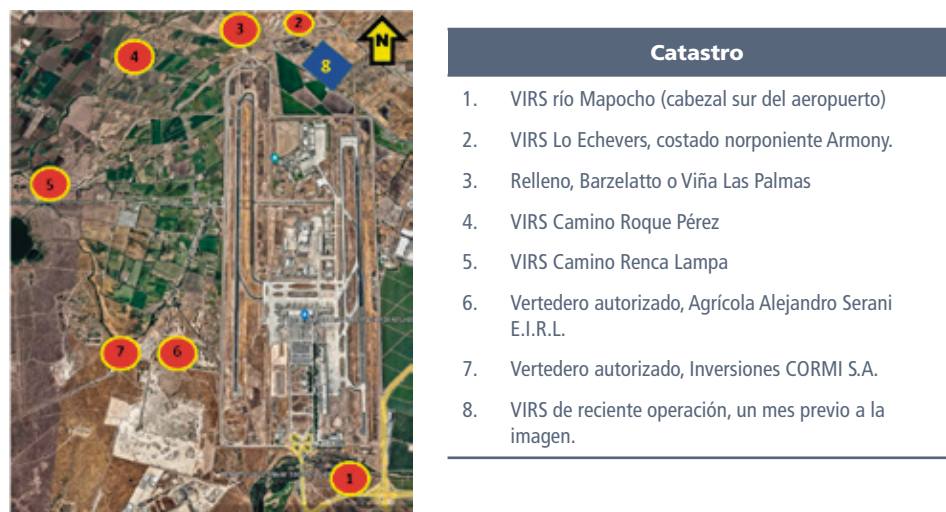 2
3
N
4
8
5
7
6
1
Catastro
1. VIRS río Mapocho (cabezal sur del aeropuerto)
2. VIRS Lo Echevers, costado norponiente Armony.
3. Relleno, Barzelatto o Viña Las Palmas
4. VIRS Camino Roque Pérez
5. VIRS Camino Renca Lampa
6. Vertedero autorizado, Agrícola Alejandro Serani
E.I.R.L.
7. Vertedero autorizado, Inversiones CORMI S.A.
8. VIRS de reciente operación, un mes previo a la
imagen.